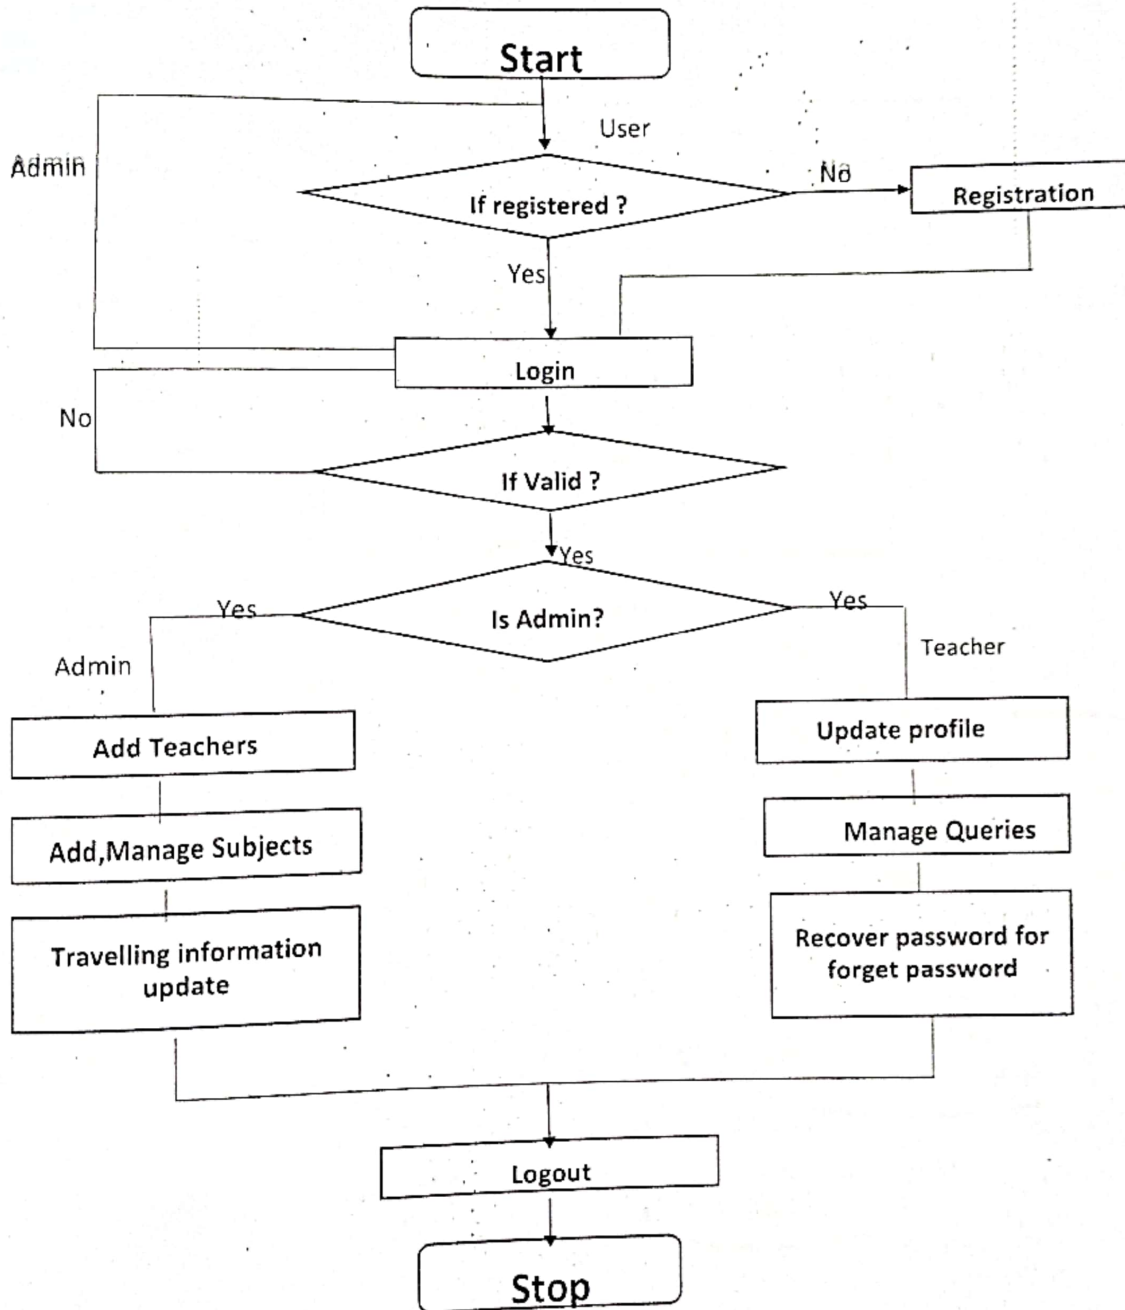 Start
User
Admin
No
If registered ?
Registration
Yes
Login
No
If Valid ?
Yes
Yes
Is Admin?
Yes
Admin
Teacher
Add Teachers
Update profile
Add,Manage Subjects
Manage Queries
Travelling information
update
Recover password for
forget password
Logout
Stop